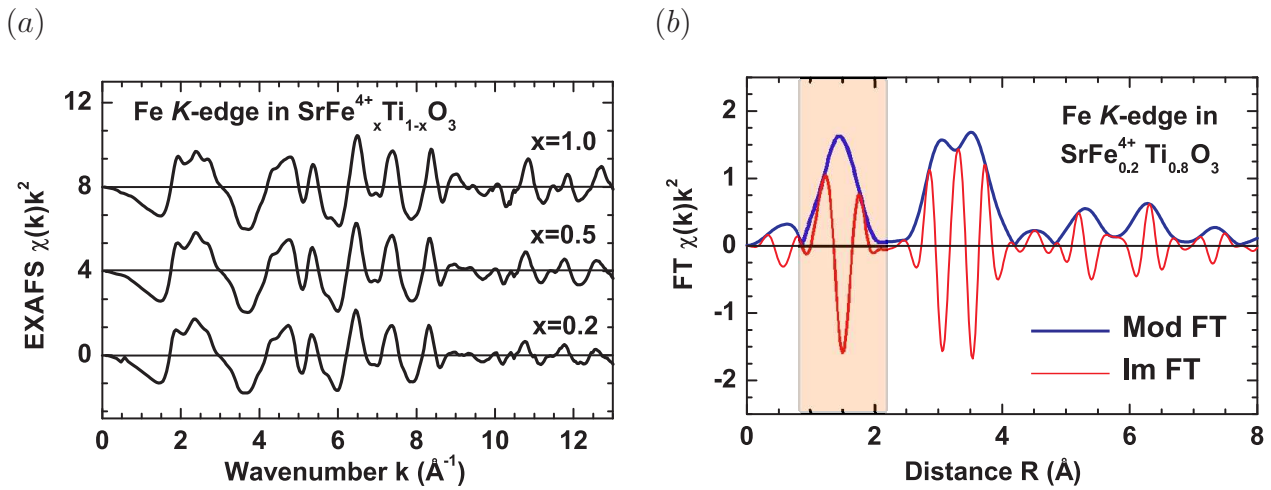 (a)
(b)
Fe K-edge in SrFe⁴⁺ₓTi₁₋ₓO₃
x=1.0
x=0.5
x=0.2
12
8
4
0
EXAFS χ(k)k²
0 2 4 6 8 10 12
Wavenumber k (Å⁻¹)
Fe K-edge in
SrFe⁴⁺₀.₂Ti₀.₈O₃
2
1
0
-1
-2
FT χ(k)k²
Mod FT
Im FT
0 2 4 6 8
Distance R (Å)